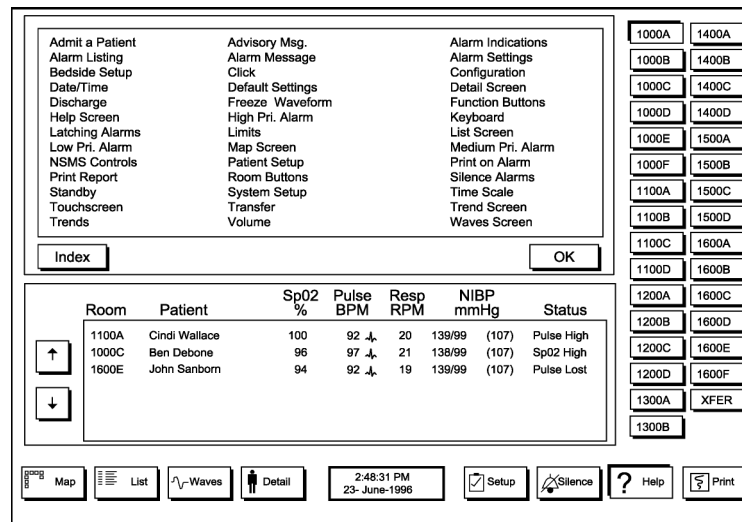 Admit a Patient Advisory Msg. Alarm Indications
Alarm Listing Alarm Message Alarm Settings
Bedside Setup Click Configuration
Date/Time Default Settings Detail Screen
Discharge Freeze Waveform Function Buttons
Help Screen High Pri. Alarm Keyboard
Latching Alarms Limits List Screen
Low Pri. Alarm Map Screen Medium Pri. Alarm
NSMS Controls Patient Setup Print on Alarm
Print Report Room Buttons Silence Alarms
Standby System Setup Time Scale
Touchscreen Transfer Trend Screen
Trends Volume Waves Screen
Index OK
Sp02 Pulse Resp NIBP
Room Patient % BPM RPM mmHg Status
1100A Cindi Wallace 100 92 20 139/99 (107) Pulse High
1000C Ben Debone 96 97 21 138/99 (107) Sp02 High
1600E John Sanborn 94 92 19 139/99 (107) Pulse Lost
1000A 1400A
1000B 1400B
1000C 1400C
1000D 1400D
1000E 1500A
1000F 1500B
1100A 1500C
1100B 1500D
1100C 1600A
1100D 1600B
1200A 1600C
1200B 1600D
1200C 1600E
1200D 1600F
1300A XFER
1300B
Map List Waves Detail 2:48:31 PM Setup Silence ? Help Print
23- June-1996